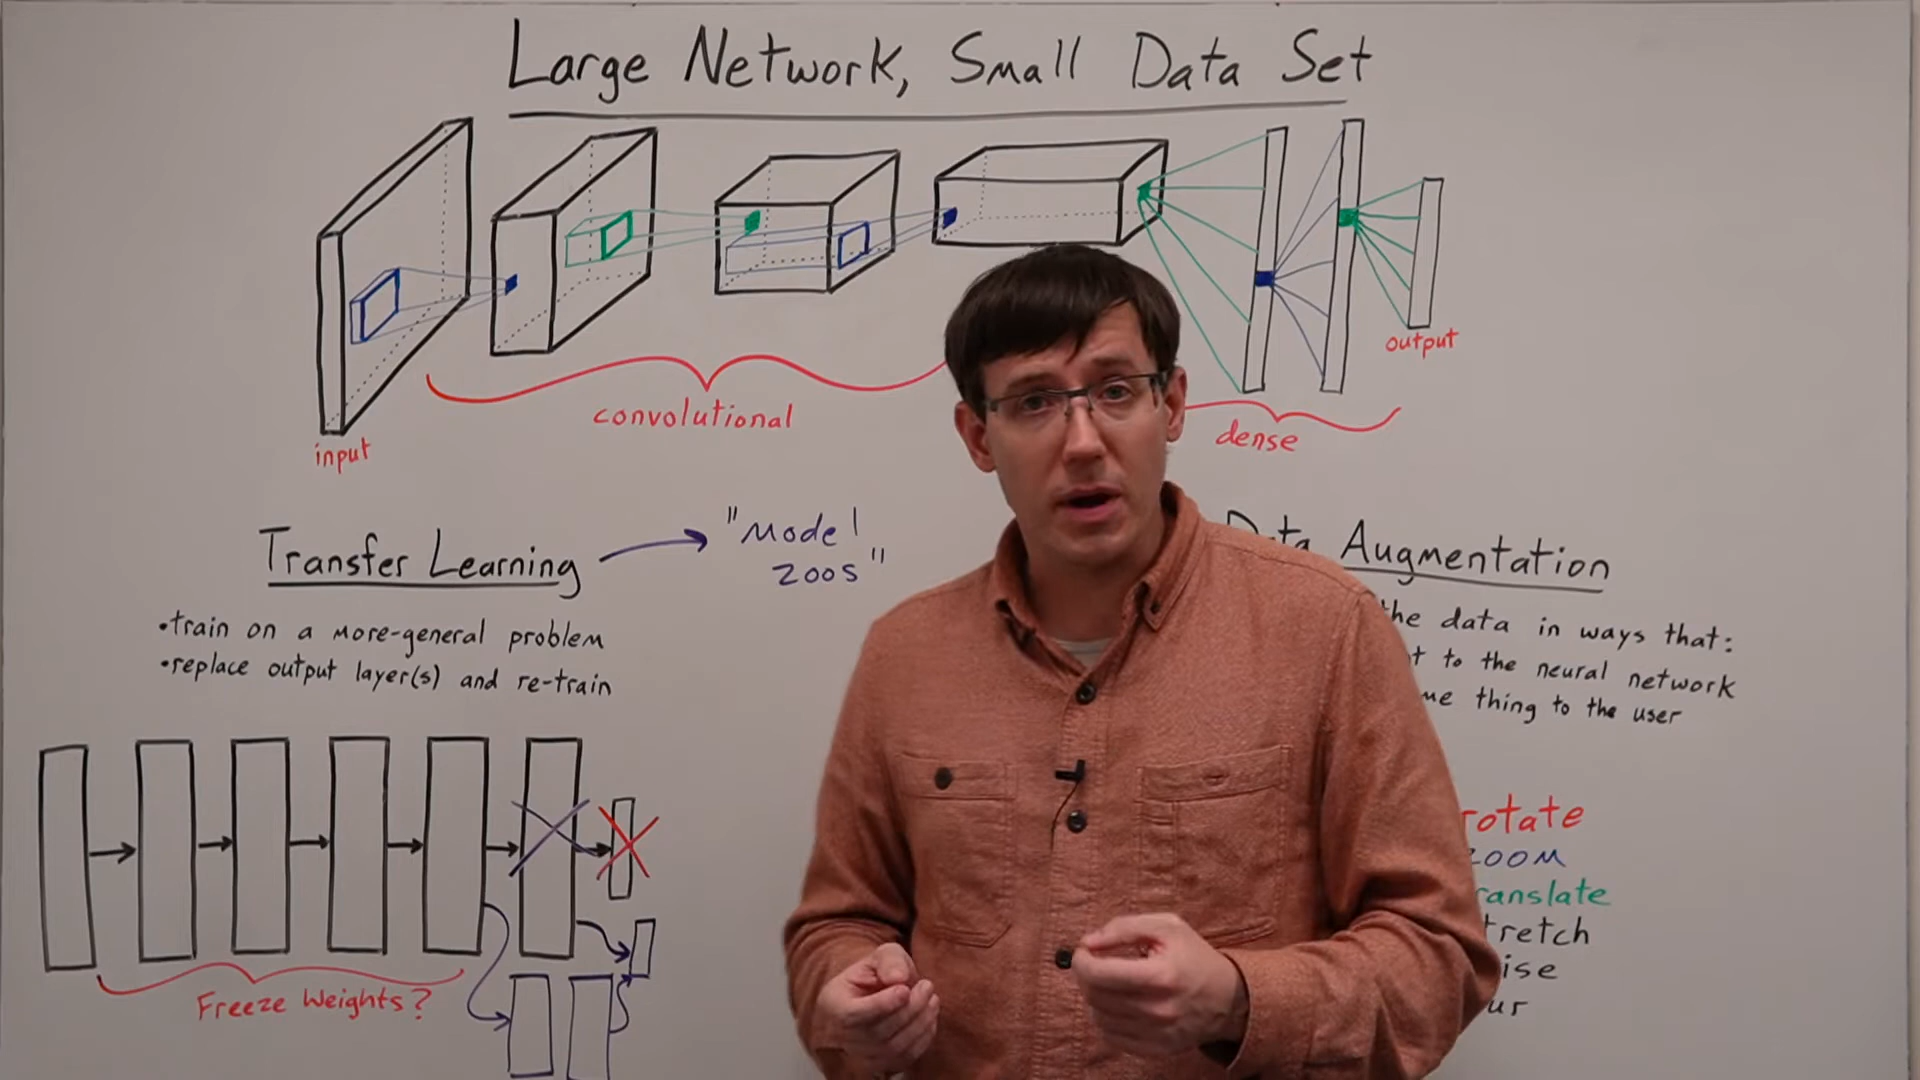 Large Network, Small Data Set
input
convolutional
dense
output
Transfer Learning
"Model
zoos"
•train on a more-general problem
•replace output layer(s) and re-train
Freeze Weights?
Augmentation
the data in ways that:
to the neural network
thing to the user
rotate
zoom
translate